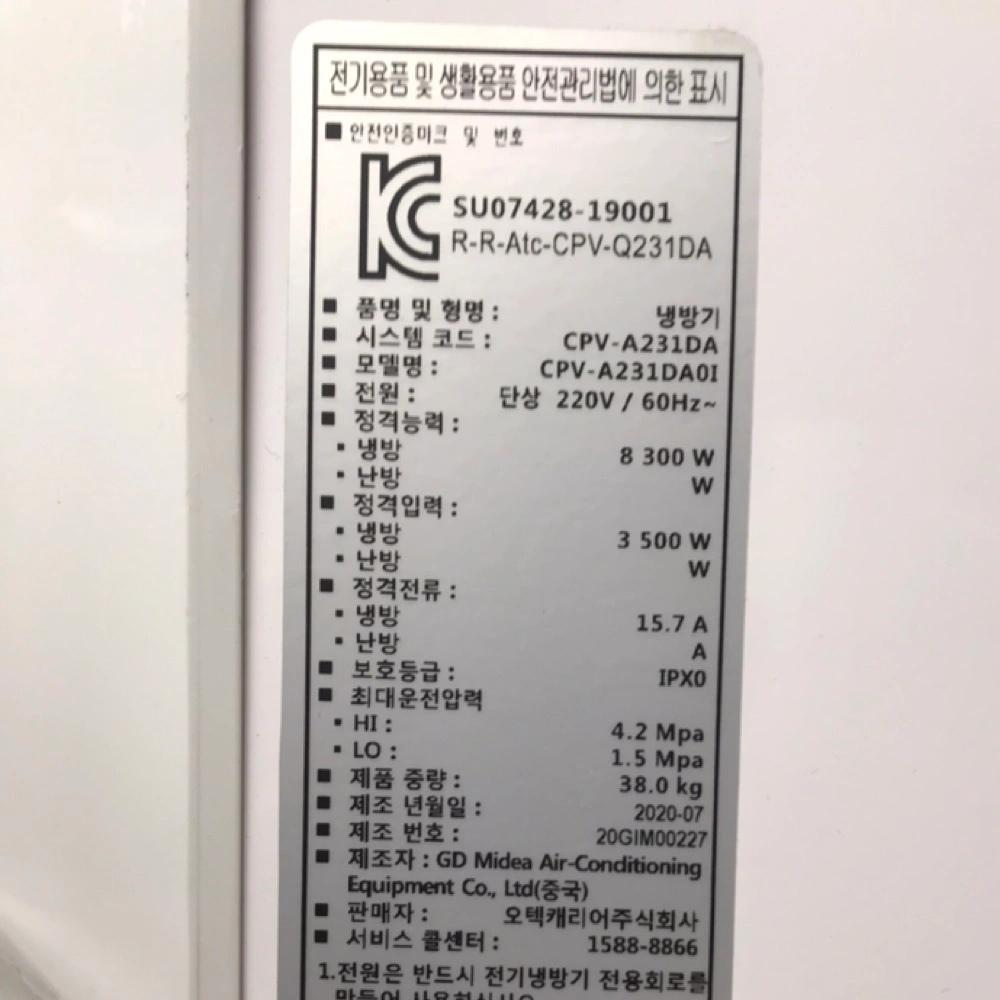 전기용품 및 생활용품 안전관리법에 의한 표시
■ 안전인증마크 및 번호
SU07428-19001
R-R-Atc-CPV-Q231DA
■ 품명 및 형명 : 냉방기
■ 시스템 코드 : CPV-A231DA
■ 모델명 : CPV-A231DA0I
■ 전원 : 단상 220V / 60Hz~
■ 정격능력 :
▪ 냉방 8 300 W
▪ 난방 W
■ 정격입력 :
▪ 냉방 3 500 W
▪ 난방 W
■ 정격전류 :
▪ 냉방 15.7 A
▪ 난방 A
■ 보호등급 : IPX0
■ 최대운전압력
▪ HI : 4.2 Mpa
▪ LO : 1.5 Mpa
■ 제품 중량 : 38.0 kg
■ 제조 년월일 : 2020-07
■ 제조 번호 : 20GIM00227
■ 제조자 : GD Midea Air-Conditioning
Equipment Co., Ltd(중국)
■ 판매자 : 오텍캐리어주식회사
■ 서비스 콜센터 : 1588-8866
1.전원은 반드시 전기냉방기 전용회로를